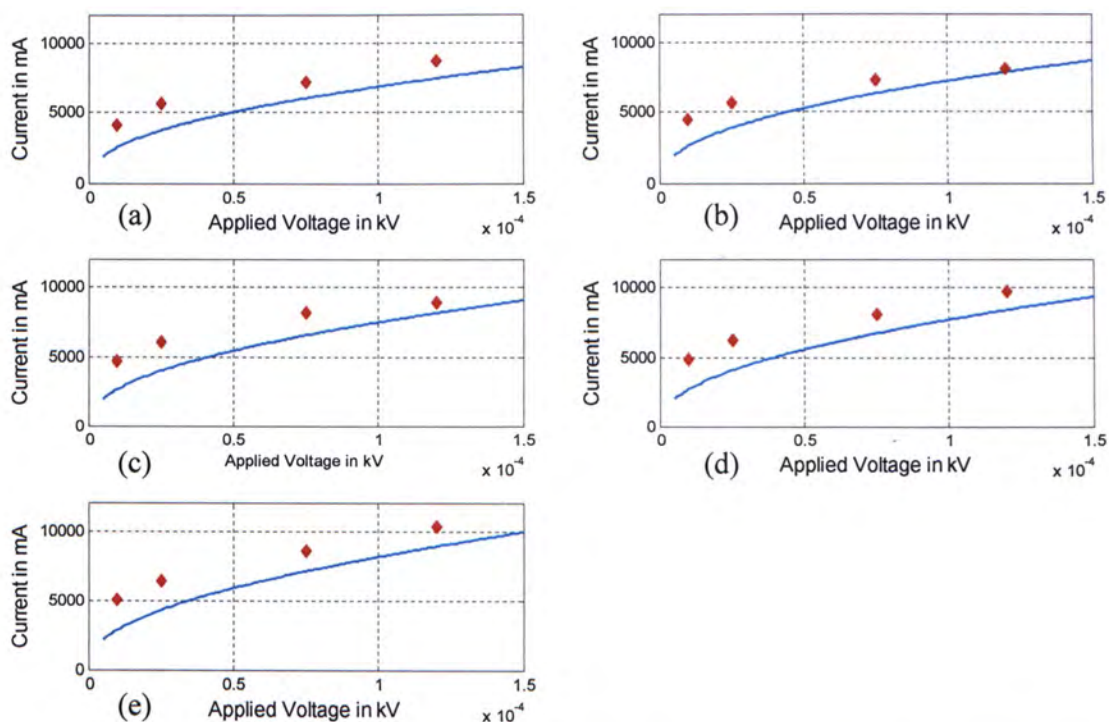 Current in mA
10000
5000
0
0 0.5 1 1.5
(a) Applied Voltage in kV x 10⁻⁴
Current in mA
10000
5000
0
0 0.5 1 1.5
(b) Applied Voltage in kV x 10⁻⁴
Current in mA
10000
5000
0
0 0.5 1 1.5
(c) Applied Voltage in kV x 10⁻⁴
Current in mA
10000
5000
0
0 0.5 1 1.5
(d) Applied Voltage in kV x 10⁻⁴
Current in mA
10000
5000
0
0 0.5 1 1.5
(e) Applied Voltage in kV x 10⁻⁴